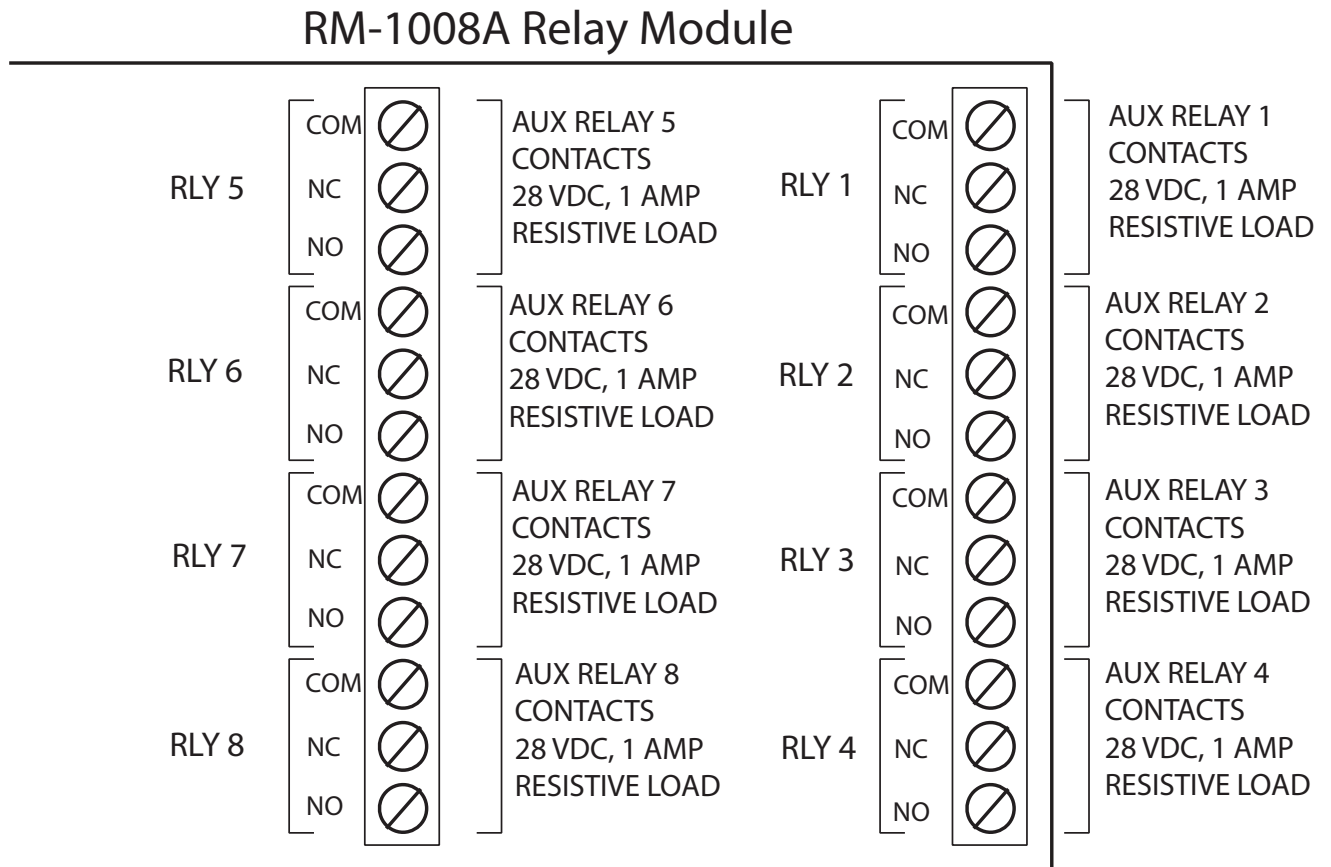 RM-1008A Relay Module
RLY 5
COM
NC
NO
AUX RELAY 5
CONTACTS
28 VDC, 1 AMP
RESISTIVE LOAD
RLY 6
COM
NC
NO
AUX RELAY 6
CONTACTS
28 VDC, 1 AMP
RESISTIVE LOAD
RLY 7
COM
NC
NO
AUX RELAY 7
CONTACTS
28 VDC, 1 AMP
RESISTIVE LOAD
RLY 8
COM
NC
NO
AUX RELAY 8
CONTACTS
28 VDC, 1 AMP
RESISTIVE LOAD
RLY 1
COM
NC
NO
AUX RELAY 1
CONTACTS
28 VDC, 1 AMP
RESISTIVE LOAD
RLY 2
COM
NC
NO
AUX RELAY 2
CONTACTS
28 VDC, 1 AMP
RESISTIVE LOAD
RLY 3
COM
NC
NO
AUX RELAY 3
CONTACTS
28 VDC, 1 AMP
RESISTIVE LOAD
RLY 4
COM
NC
NO
AUX RELAY 4
CONTACTS
28 VDC, 1 AMP
RESISTIVE LOAD